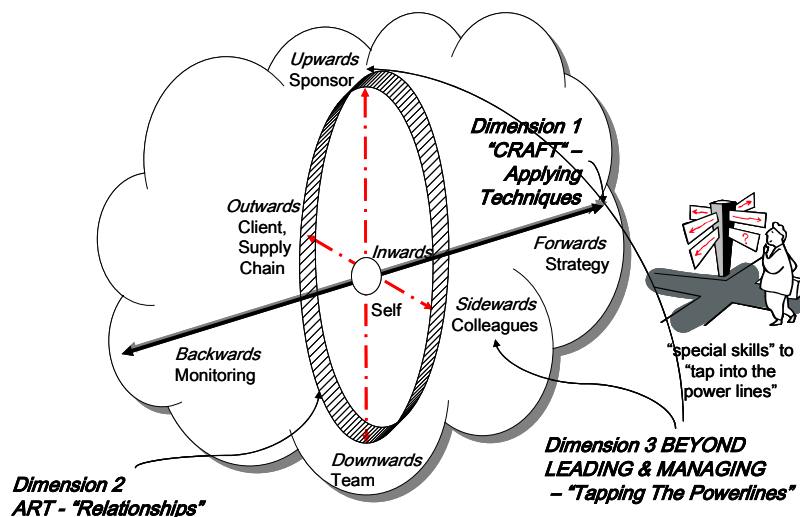 Upwards
Sponsor
Dimension 1
"CRAFT" –
Applying
Techniques
Outwards
Client,
Supply
Chain
Inwards
Forwards
Strategy
?
Self
Sidewards
Colleagues
Backwards
Monitoring
"special skills" to
"tap into the
power lines"
Downwards
Team
Dimension 3 BEYOND
LEADING & MANAGING
– "Tapping The Powerlines"
Dimension 2
ART - "Relationships"